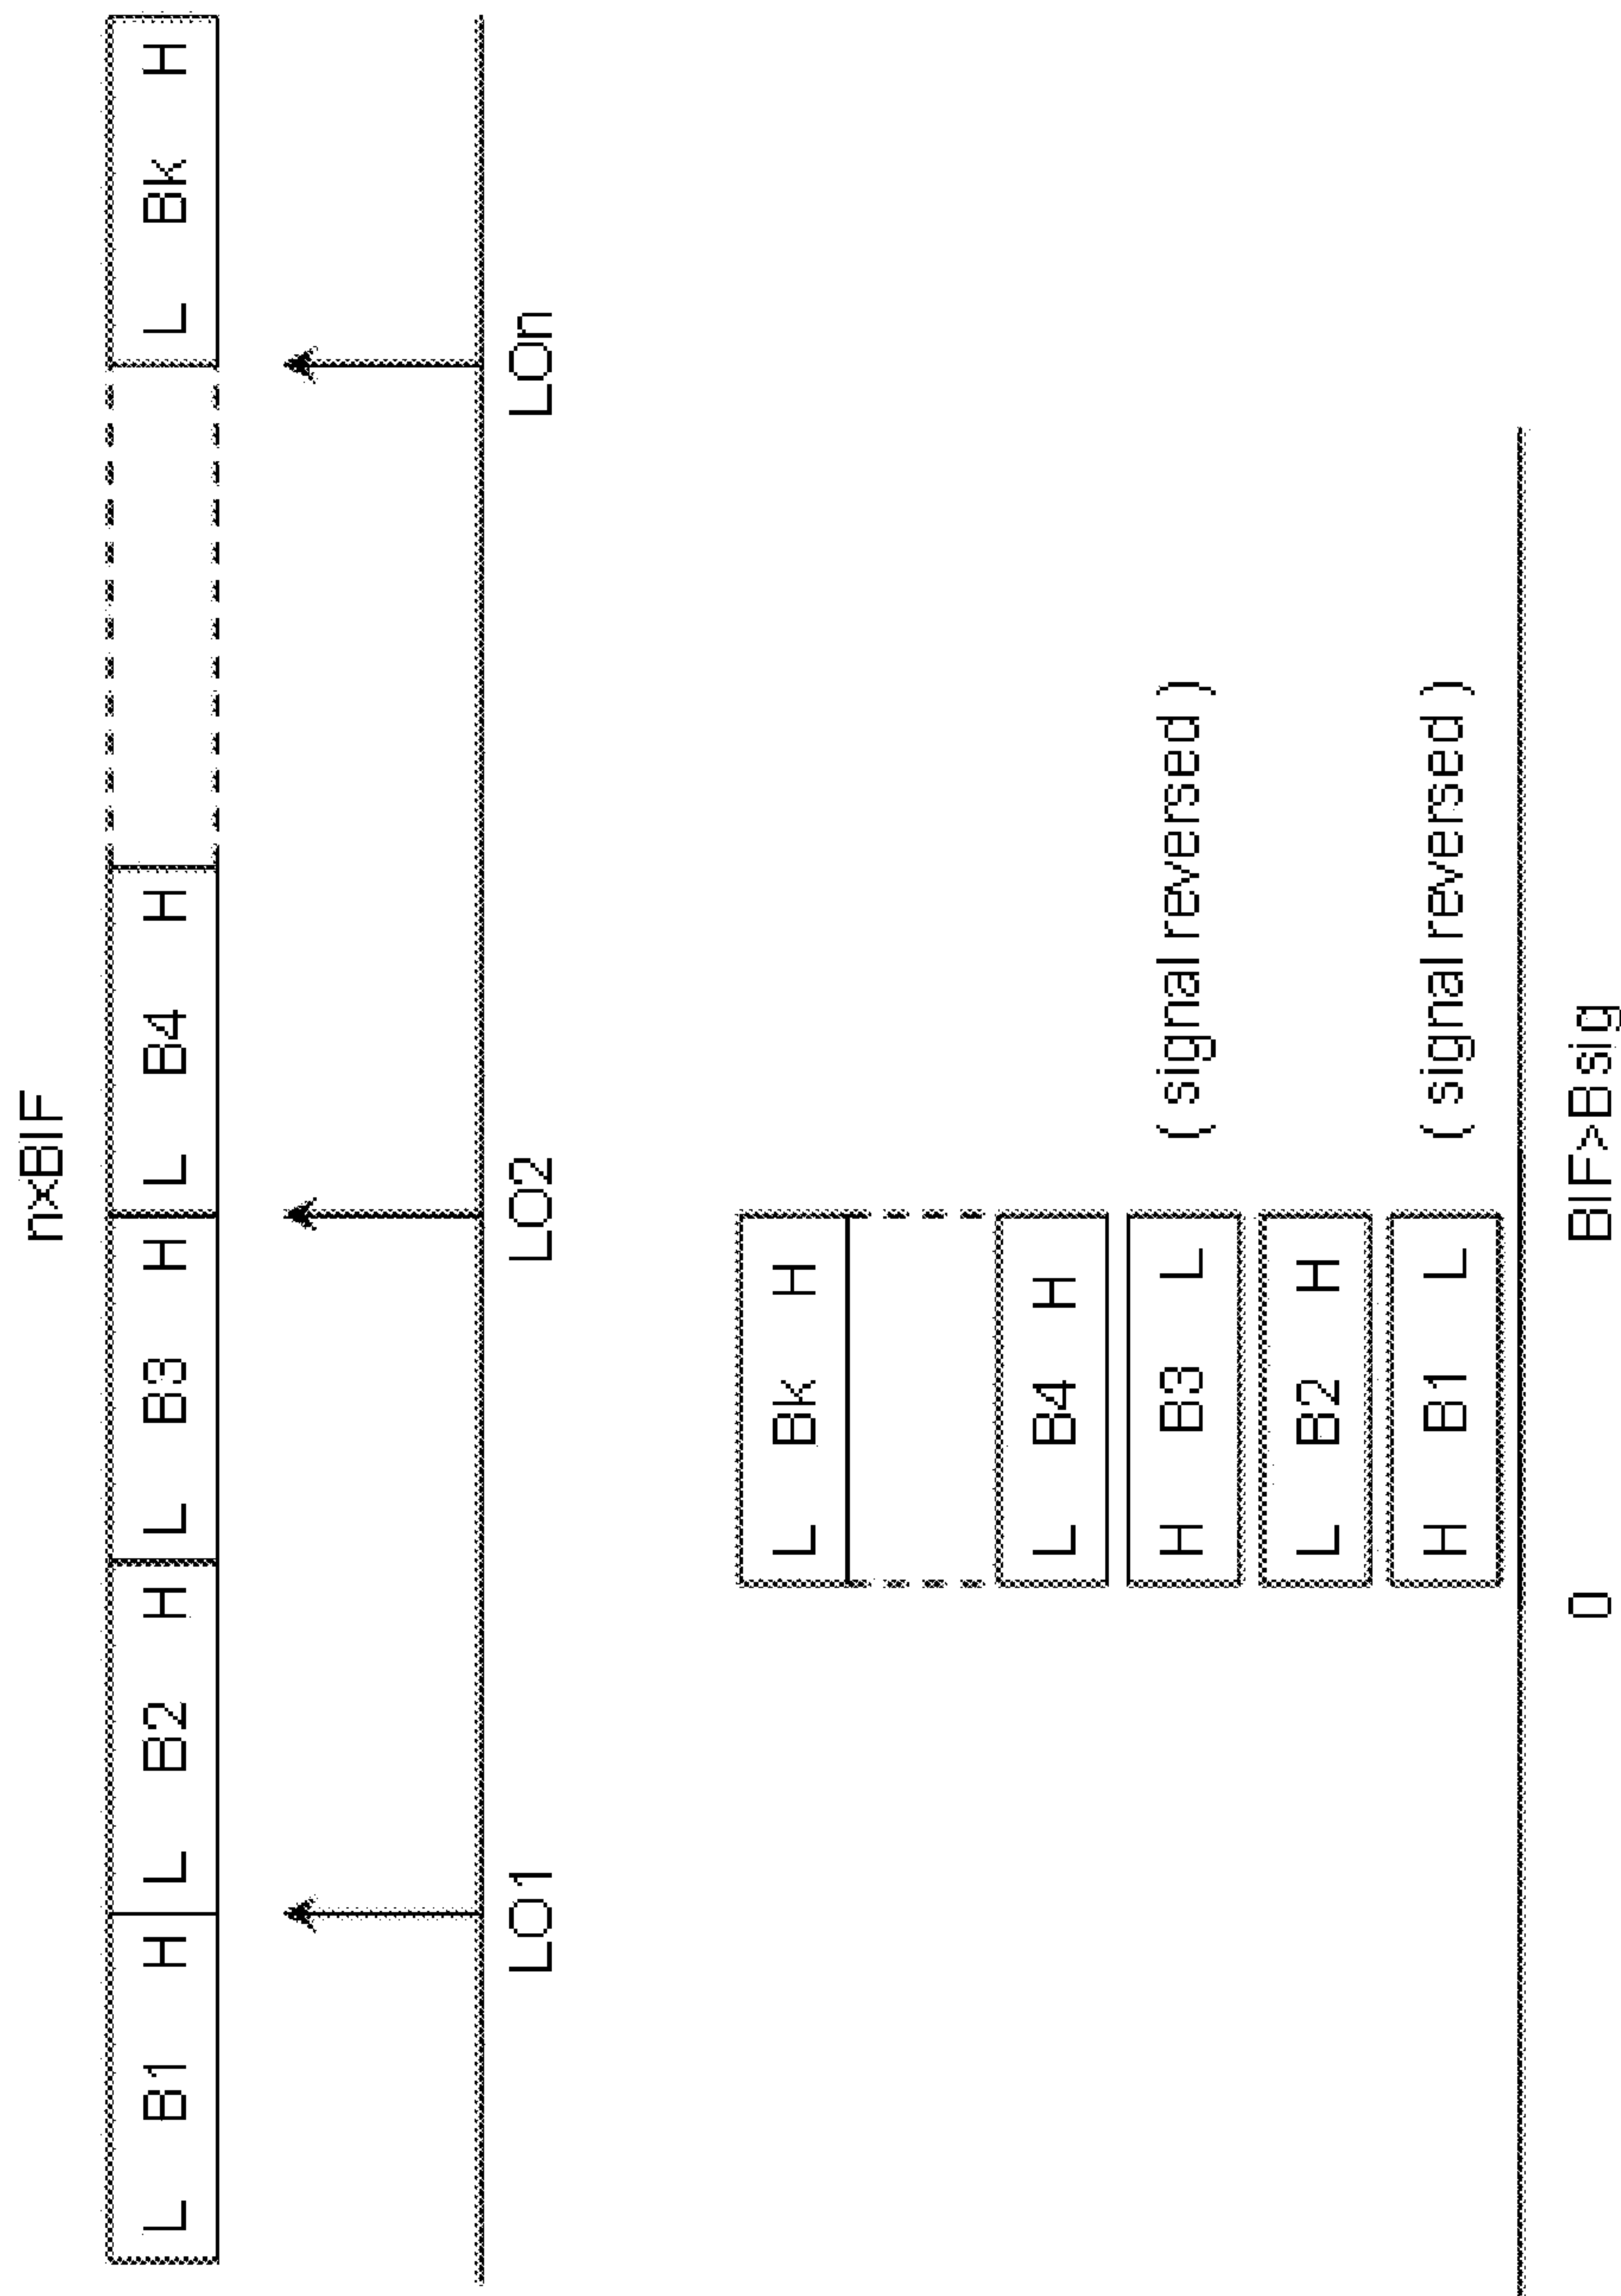 nxBIF
L B1 H L B2 H L B3 H L B4 H L Bk H
LO1 LO2 LOn
L Bk H
L B4 H
H B3 L ( signal reversed )
L B2 H
H B1 L ( signal reversed )
0 BIF>Bsig